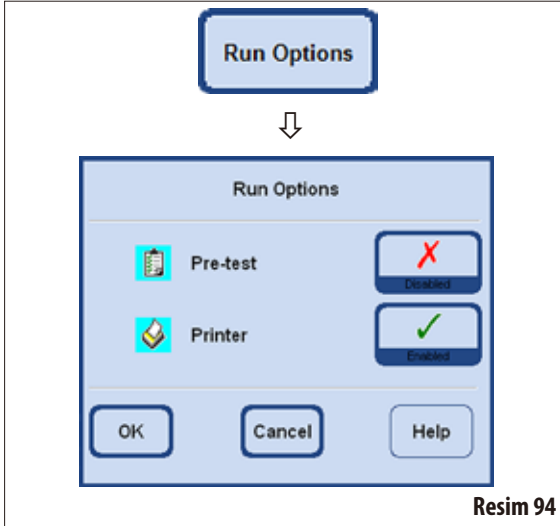 Run Options
Run Options
Pre-test
Disabled
Printer
Enabled
OK Cancel Help
Resim 94